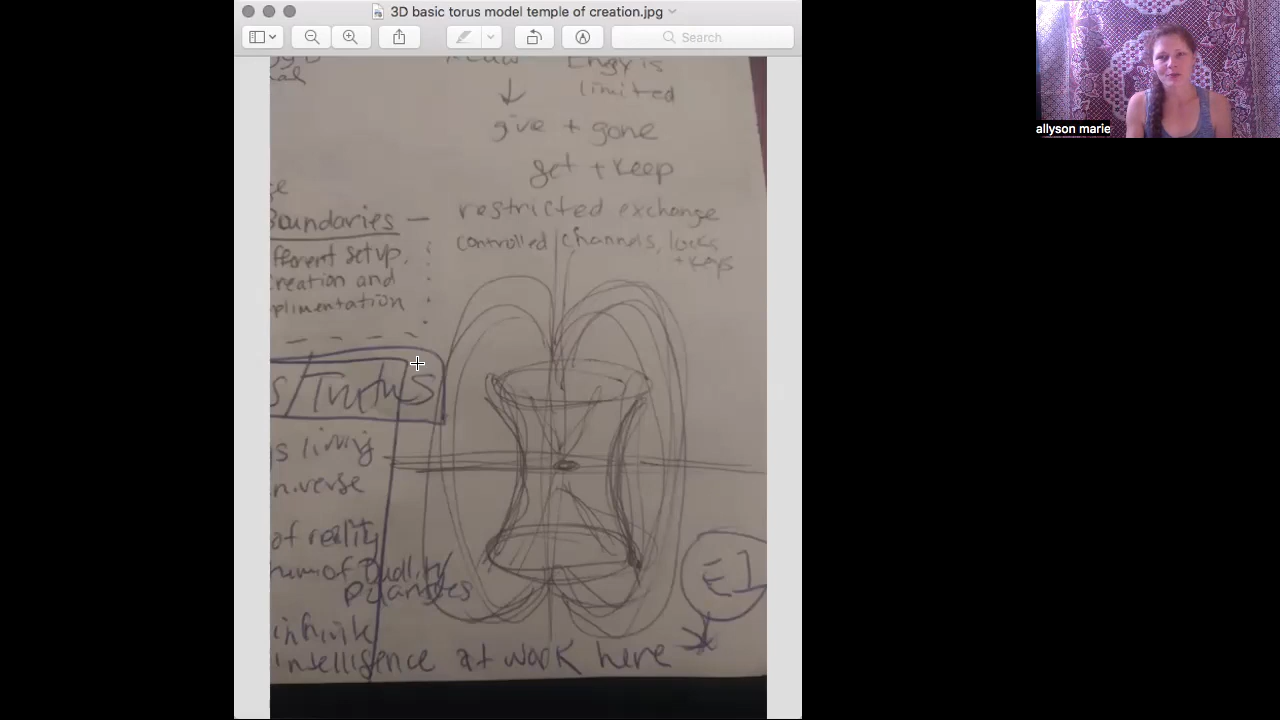 3D basic torus model temple of creation.jpg
Search
allyson marie
Engy is
limited
give + gone
get + keep
Boundaries — restricted exchange
controlled channels, locks
+ keys
fferent setup,
creation and
plimentation
s living
niverse
of reality
of Duality
infinite
intelligence at work here
E1